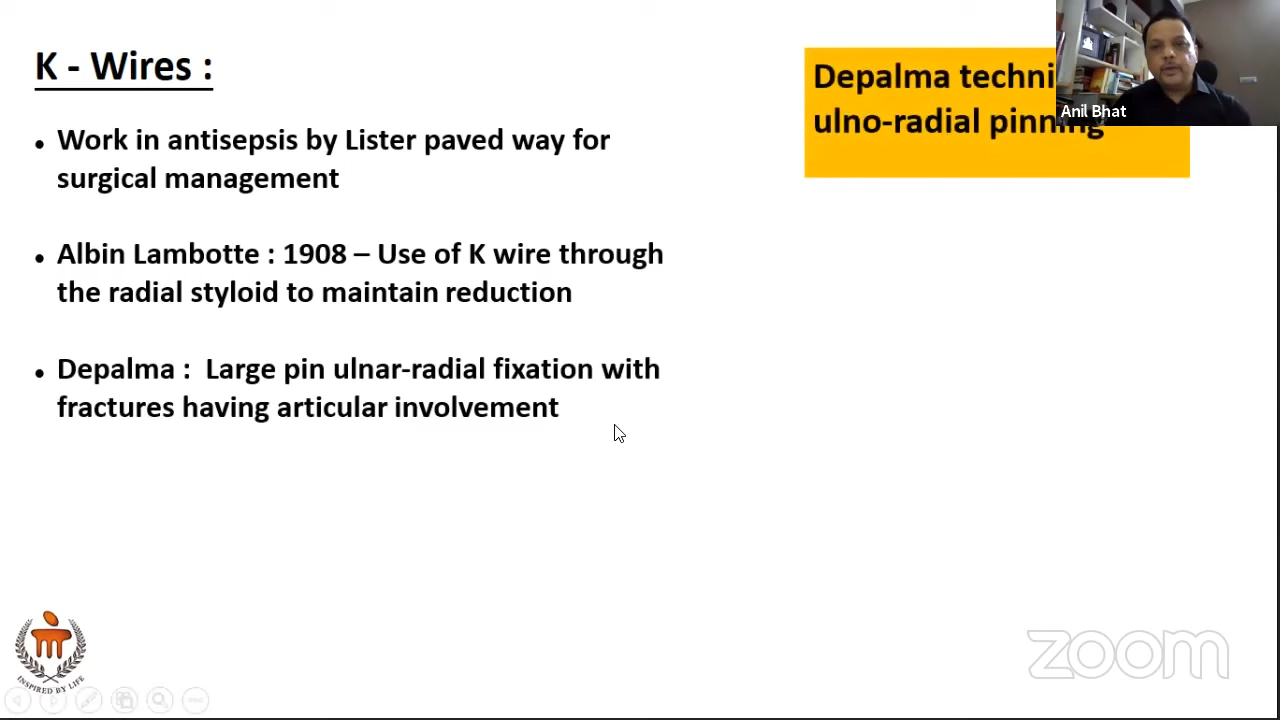 K - Wires :
Depalma techni
ulno-radial pinning
Anil Bhat
• Work in antisepsis by Lister paved way for
surgical management
• Albin Lambotte : 1908 – Use of K wire through
the radial styloid to maintain reduction
• Depalma :  Large pin ulnar-radial fixation with
fractures having articular involvement
INSPIRED BY LIFE
zoom